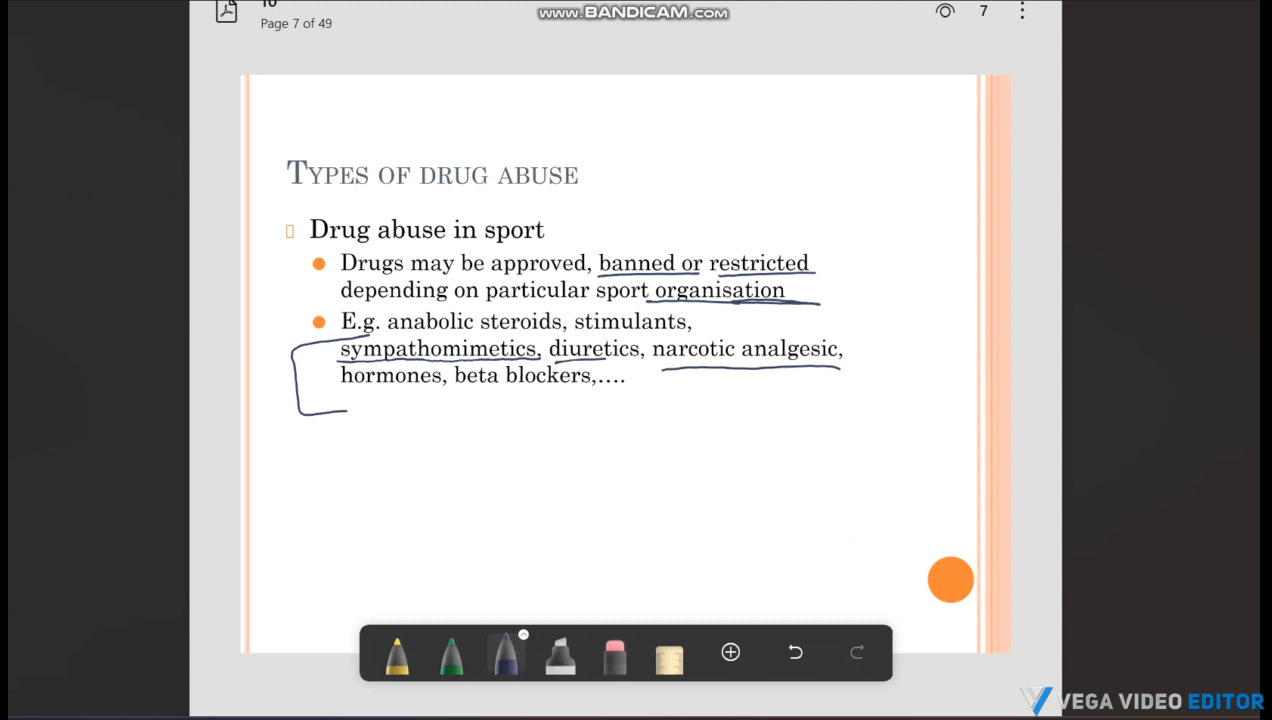 www.BANDICAM.com
Page 7 of 49
7
TYPES OF DRUG ABUSE
Drug abuse in sport
Drugs may be approved, banned or restricted
depending on particular sport organisation
E.g. anabolic steroids, stimulants,
sympathomimetics, diuretics, narcotic analgesic,
hormones, beta blockers,....
VEGA VIDEO EDITOR